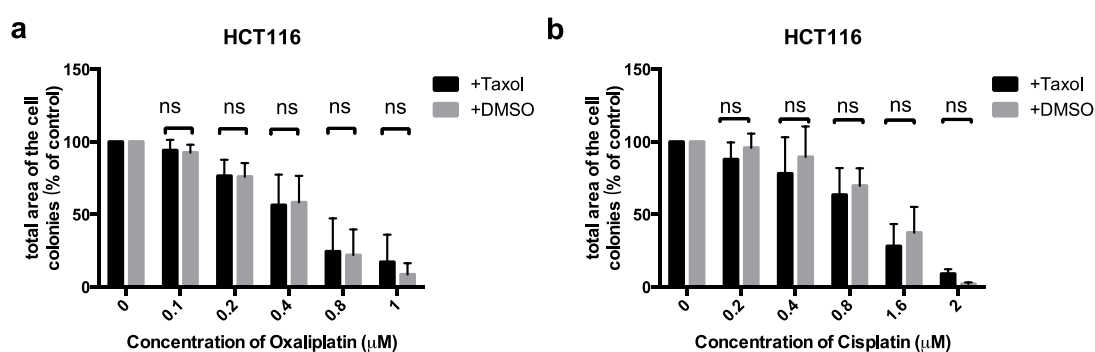 a
HCT116
total area of the cell
colonies (% of control)
150
100
50
0
ns ns ns ns ns
+Taxol
+DMSO
0 0.1 0.2 0.4 0.8 1
Concentration of Oxaliplatin (μM)
b
HCT116
total area of the cell
colonies (% of control)
150
100
50
0
ns ns ns ns ns
+Taxol
+DMSO
0 0.2 0.4 0.8 1.6 2
Concentration of Cisplatin (μM)